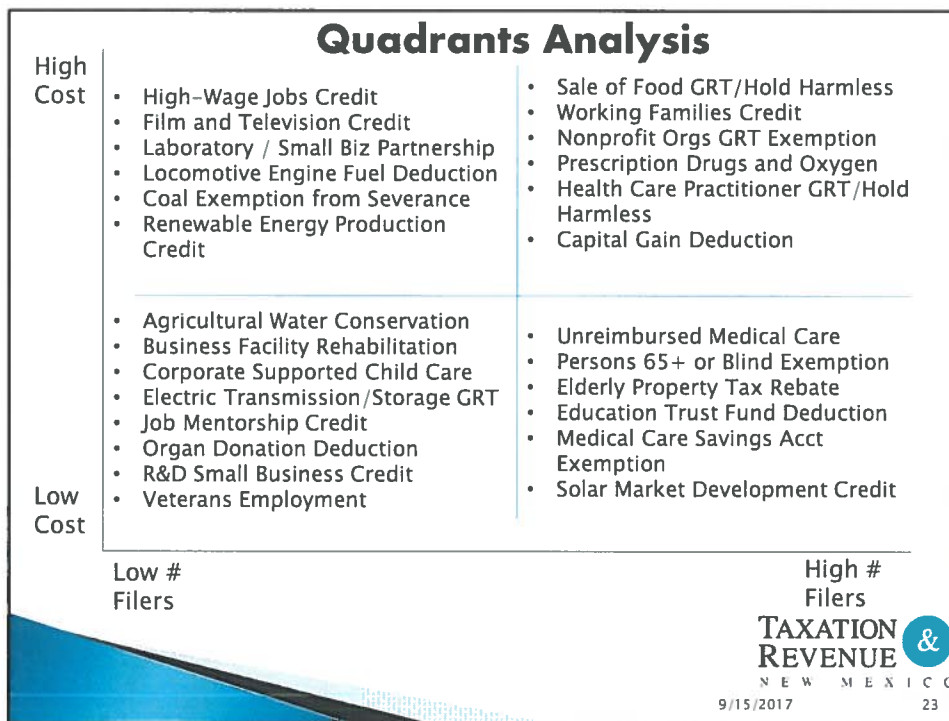 Quadrants Analysis
High
Cost
• High-Wage Jobs Credit
• Film and Television Credit
• Laboratory / Small Biz Partnership
• Locomotive Engine Fuel Deduction
• Coal Exemption from Severance
• Renewable Energy Production
Credit
• Sale of Food GRT/Hold Harmless
• Working Families Credit
• Nonprofit Orgs GRT Exemption
• Prescription Drugs and Oxygen
• Health Care Practitioner GRT/Hold
Harmless
• Capital Gain Deduction
• Agricultural Water Conservation
• Business Facility Rehabilitation
• Corporate Supported Child Care
• Electric Transmission/Storage GRT
• Job Mentorship Credit
• Organ Donation Deduction
• R&D Small Business Credit
• Veterans Employment
• Unreimbursed Medical Care
• Persons 65+ or Blind Exemption
• Elderly Property Tax Rebate
• Education Trust Fund Deduction
• Medical Care Savings Acct
Exemption
• Solar Market Development Credit
Low
Cost
Low #
Filers
High #
Filers
TAXATION &
REVENUE
NEW MEXICO
9/15/2017 23